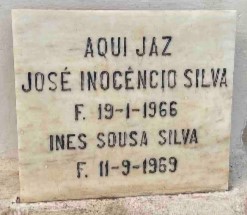 AQUI JAZ
JOSÉ INOCÊNCIO SILVA
F. 19-1-1966
INES SOUSA SILVA
F. 11-9-1969